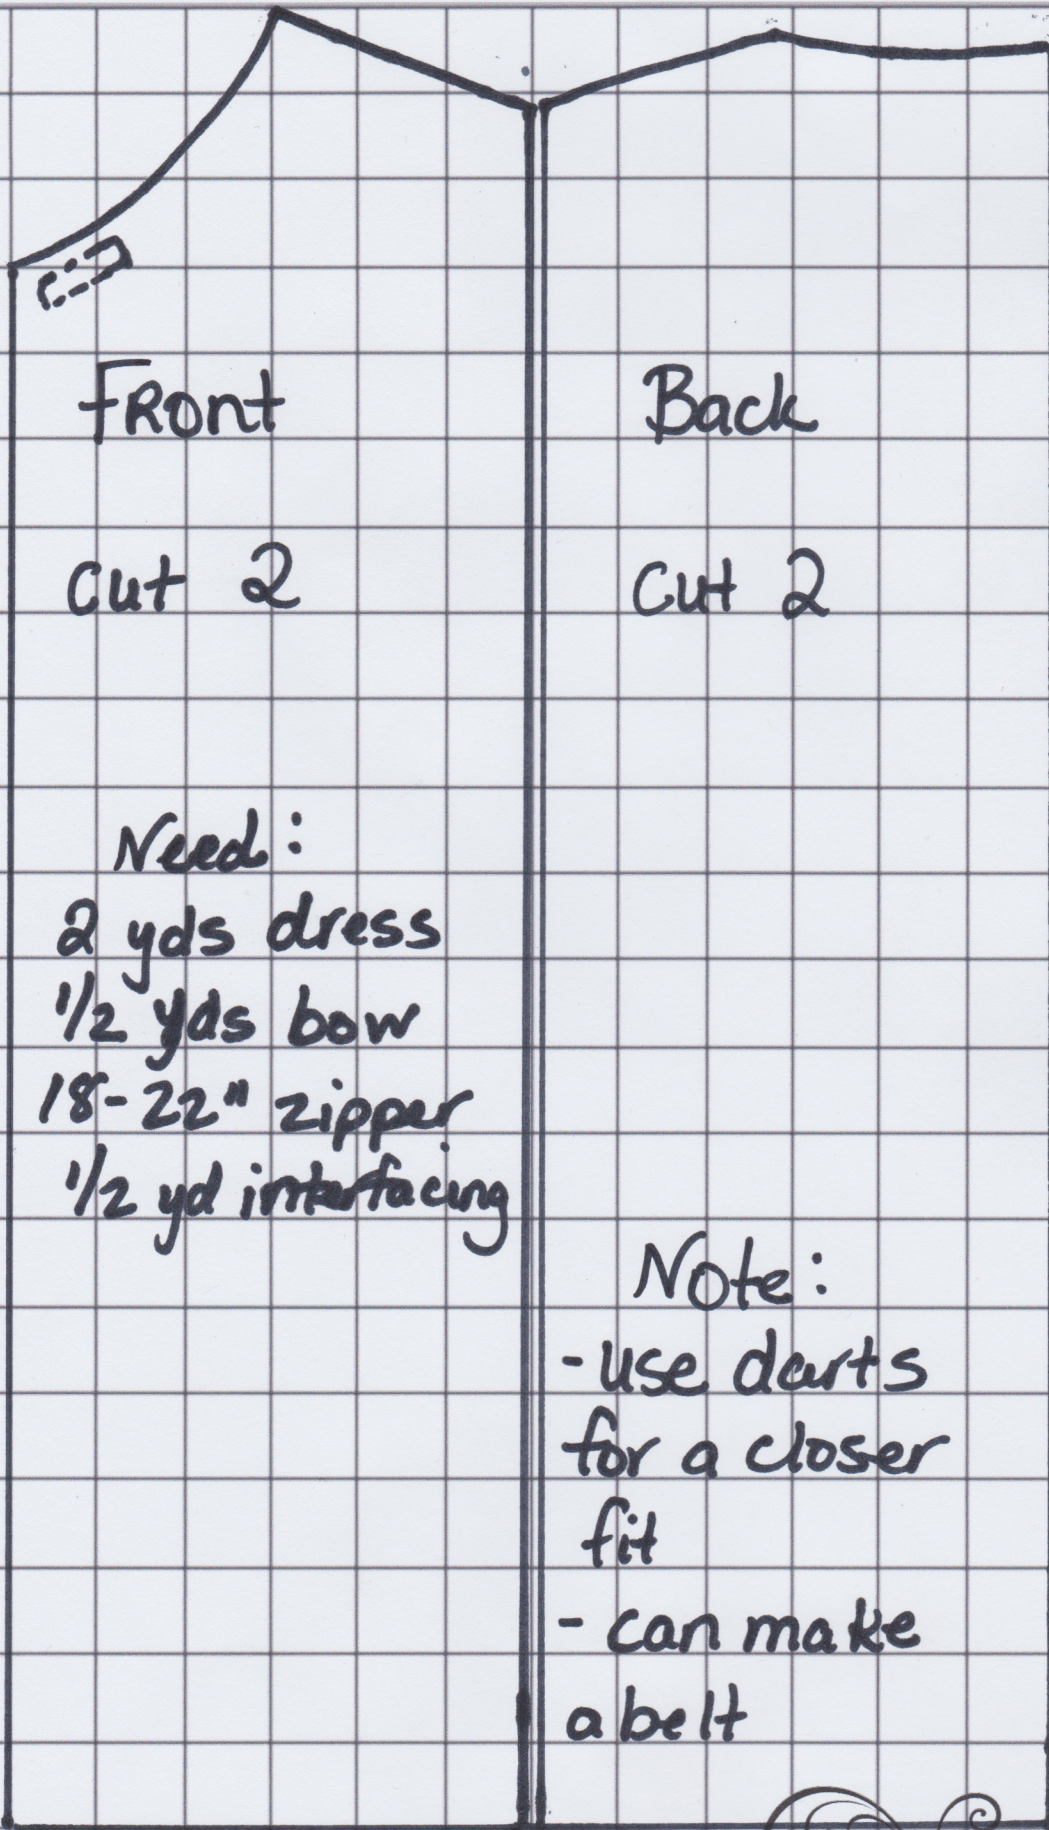 Front
Cut 2
Need:
2 yds dress
1/2 yds bow
18-22" zipper
1/2 yd interfacing
Back
Cut 2
Note:
- use darts
for a closer
fit
- can make
a belt